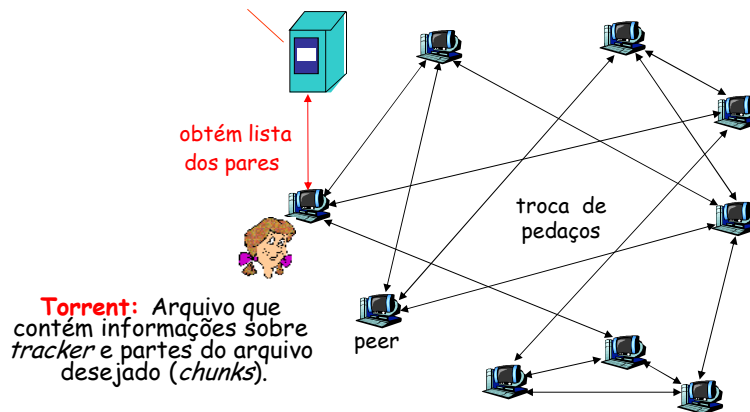 obtém lista
dos pares
troca de
pedaços
peer
Torrent: Arquivo que
contém informações sobre
tracker e partes do arquivo
desejado (chunks).